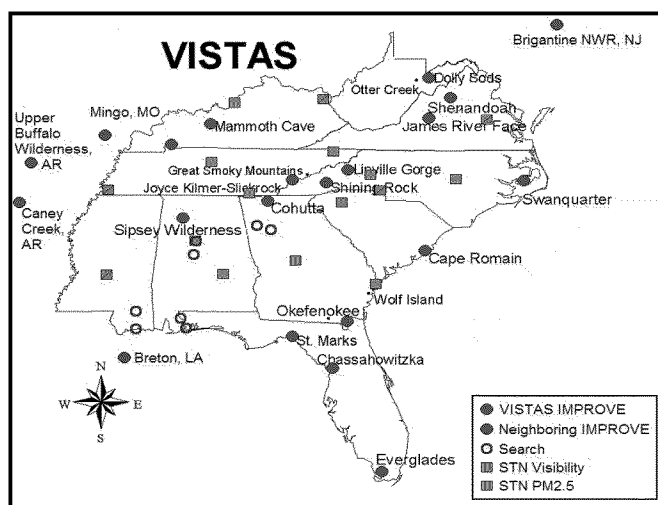 VISTAS
Brigantine NWR, NJ
Otter Creek
Dolly Sods
Shenandoah
James River Face
Mingo, MO
Mammoth Cave
Upper
Buffalo
Wilderness,
AR
Great Smoky Mountains
Linville Gorge
Joyce Kilmer-Slickrock
Shining Rock
Swanquarter
Caney
Creek,
AR
Cohutta
Sipsey Wilderness
Cape Romain
Wolf Island
Okefenokee
St. Marks
Breton, LA
Chassahowitzka
Everglades
N
W
E
S
VISTAS IMPROVE
Neighboring IMPROVE
Search
STN Visibility
STN PM2.5